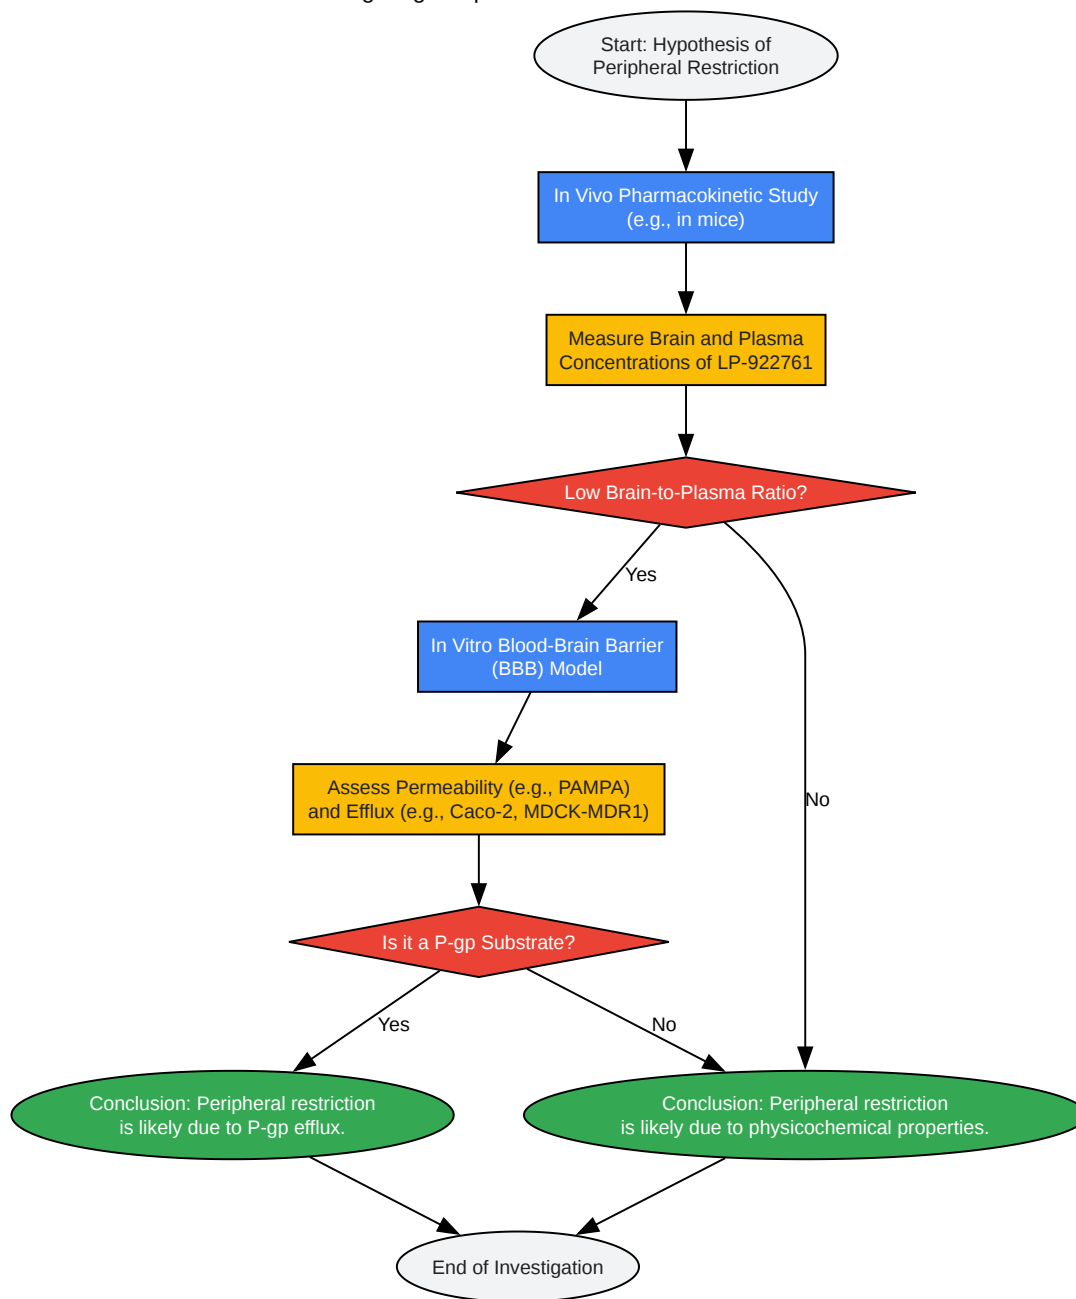 Start: Hypothesis of
Peripheral Restriction
In Vivo Pharmacokinetic Study
(e.g., in mice)
Measure Brain and Plasma
Concentrations of LP-922761
Low Brain-to-Plasma Ratio?
Yes
In Vitro Blood-Brain Barrier
(BBB) Model
Assess Permeability (e.g., PAMPA)
and Efflux (e.g., Caco-2, MDCK-MDR1)
No
Is it a P-gp Substrate?
Yes
No
Conclusion: Peripheral restriction
is likely due to P-gp efflux.
Conclusion: Peripheral restriction
is likely due to physicochemical properties.
End of Investigation